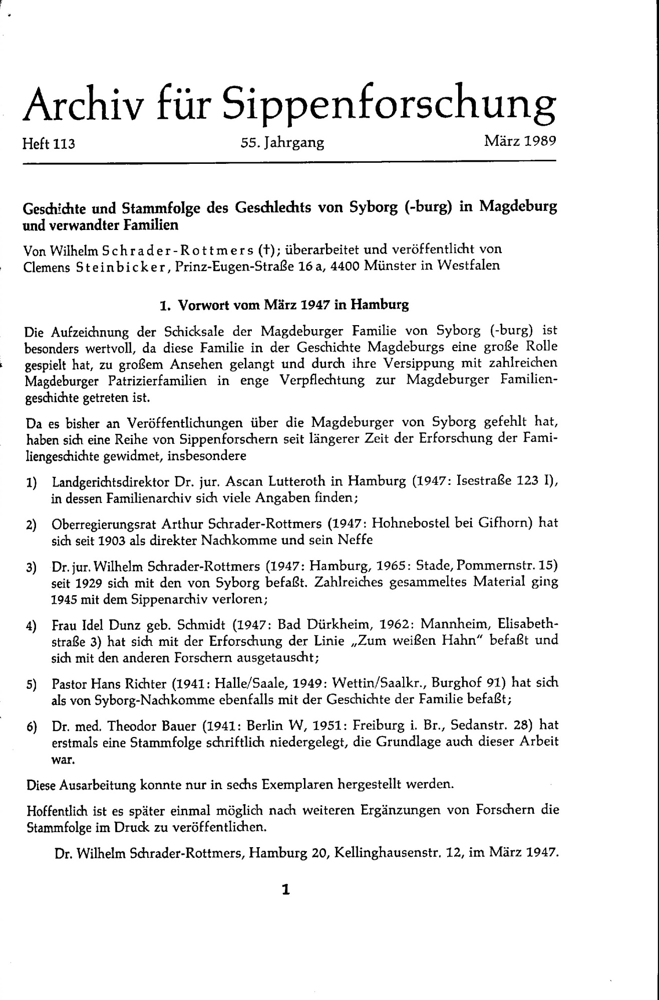 Archiv für Sippenforschung
Heft 113 55. Jahrgang März 1989
Geschichte und Stammfolge des Geschlechts von Syborg (-burg) in Magdeburg
und verwandter Familien
Von Wilhelm Schrader-Rottmers (†); überarbeitet und veröffentlicht von
Clemens Steinbicker, Prinz-Eugen-Straße 16 a, 4400 Münster in Westfalen
1. Vorwort vom März 1947 in Hamburg
Die Aufzeichnung der Schicksale der Magdeburger Familie von Syborg (-burg) ist
besonders wertvoll, da diese Familie in der Geschichte Magdeburgs eine große Rolle
gespielt hat, zu großem Ansehen gelangt und durch ihre Versippung mit zahlreichen
Magdeburger Patrizierfamilien in enge Verpflechtung zur Magdeburger Familien-
geschichte getreten ist.
Da es bisher an Veröffentlichungen über die Magdeburger von Syborg gefehlt hat,
haben sich eine Reihe von Sippenforschern seit längerer Zeit der Erforschung der Fami-
liengeschichte gewidmet, insbesondere
1) Landgerichtsdirektor Dr. jur. Ascan Lutteroth in Hamburg (1947: Isestraße 123 I),
in dessen Familienarchiv sich viele Angaben finden;
2) Oberregierungsrat Arthur Schrader-Rottmers (1947: Hohnebostel bei Gifhorn) hat
sich seit 1903 als direkter Nachkomme und sein Neffe
3) Dr. jur. Wilhelm Schrader-Rottmers (1947: Hamburg, 1965: Stade, Pommernstr. 15)
seit 1929 sich mit den von Syborg befaßt. Zahlreiches gesammeltes Material ging
1945 mit dem Sippenarchiv verloren;
4) Frau Idel Dunz geb. Schmidt (1947: Bad Dürkheim, 1962: Mannheim, Elisabeth-
straße 3) hat sich mit der Erforschung der Linie „Zum weißen Hahn“ befaßt und
sich mit den anderen Forschern ausgetauscht;
5) Pastor Hans Richter (1941: Halle/Saale, 1949: Wettin/Saalkr., Burghof 91) hat sich
als von Syborg-Nachkomme ebenfalls mit der Geschichte der Familie befaßt;
6) Dr. med. Theodor Bauer (1941: Berlin W, 1951: Freiburg i. Br., Sedanstr. 28) hat
erstmals eine Stammfolge schriftlich niedergelegt, die Grundlage auch dieser Arbeit
war.
Diese Ausarbeitung konnte nur in sechs Exemplaren hergestellt werden.
Hoffentlich ist es später einmal möglich nach weiteren Ergänzungen von Forschern die
Stammfolge im Druck zu veröffentlichen.
Dr. Wilhelm Schrader-Rottmers, Hamburg 20, Kellinghausenstr. 12, im März 1947.
1